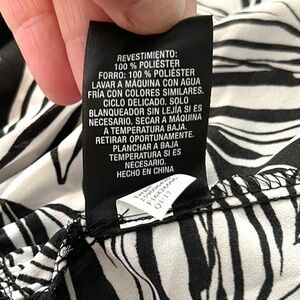 REVESTIMIENTO:
100 % POLIÉSTER
FORRO: 100 % POLIÉSTER
LAVAR A MÁQUINA CON AGUA
FRÍA CON COLORES SIMILARES.
CICLO DELICADO. SOLO
BLANQUEADOR SIN LEJÍA SI ES
NECESARIO. SECAR A MÁQUINA
A TEMPERATURA BAJA.
RETIRAR OPORTUNAMENTE.
PLANCHAR A BAJA
TEMPERATURA SI ES
NECESARIO.
HECHO EN CHINA